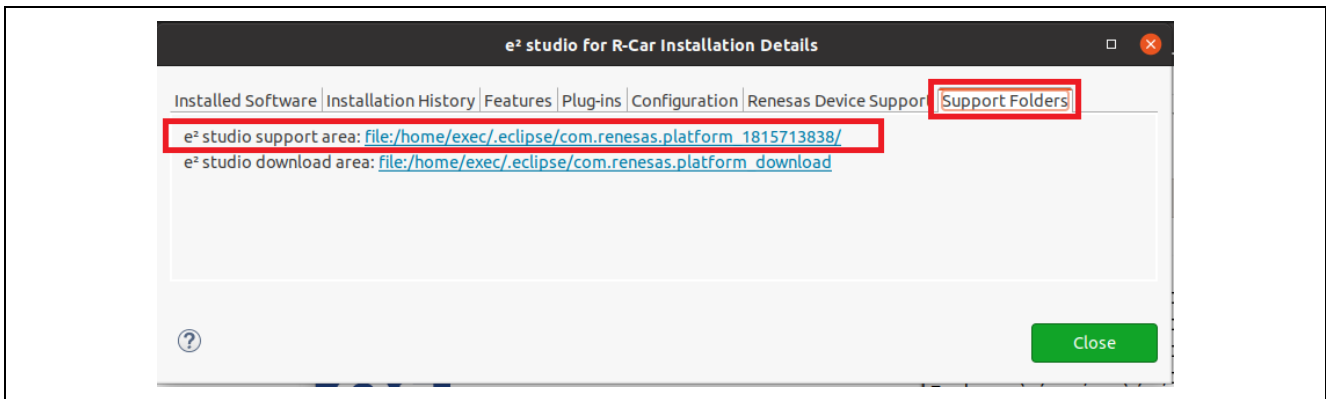 e² studio for R-Car Installation Details
Installed Software Installation History Features Plug-ins Configuration Renesas Device Support Support Folders
e² studio support area: file:/home/exec/.eclipse/com.renesas.platform_1815713838/
e² studio download area: file:/home/exec/.eclipse/com.renesas.platform_download
?
Close